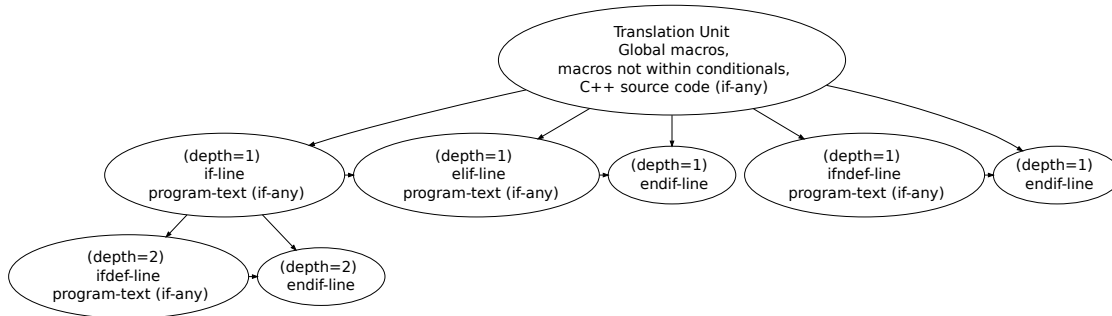 Translation Unit
Global macros,
macros not within conditionals,
C++ source code (if-any)
(depth=1)
if-line
program-text (if-any)
(depth=1)
elif-line
program-text (if-any)
(depth=1)
endif-line
(depth=1)
ifndef-line
program-text (if-any)
(depth=1)
endif-line
(depth=2)
ifdef-line
program-text (if-any)
(depth=2)
endif-line